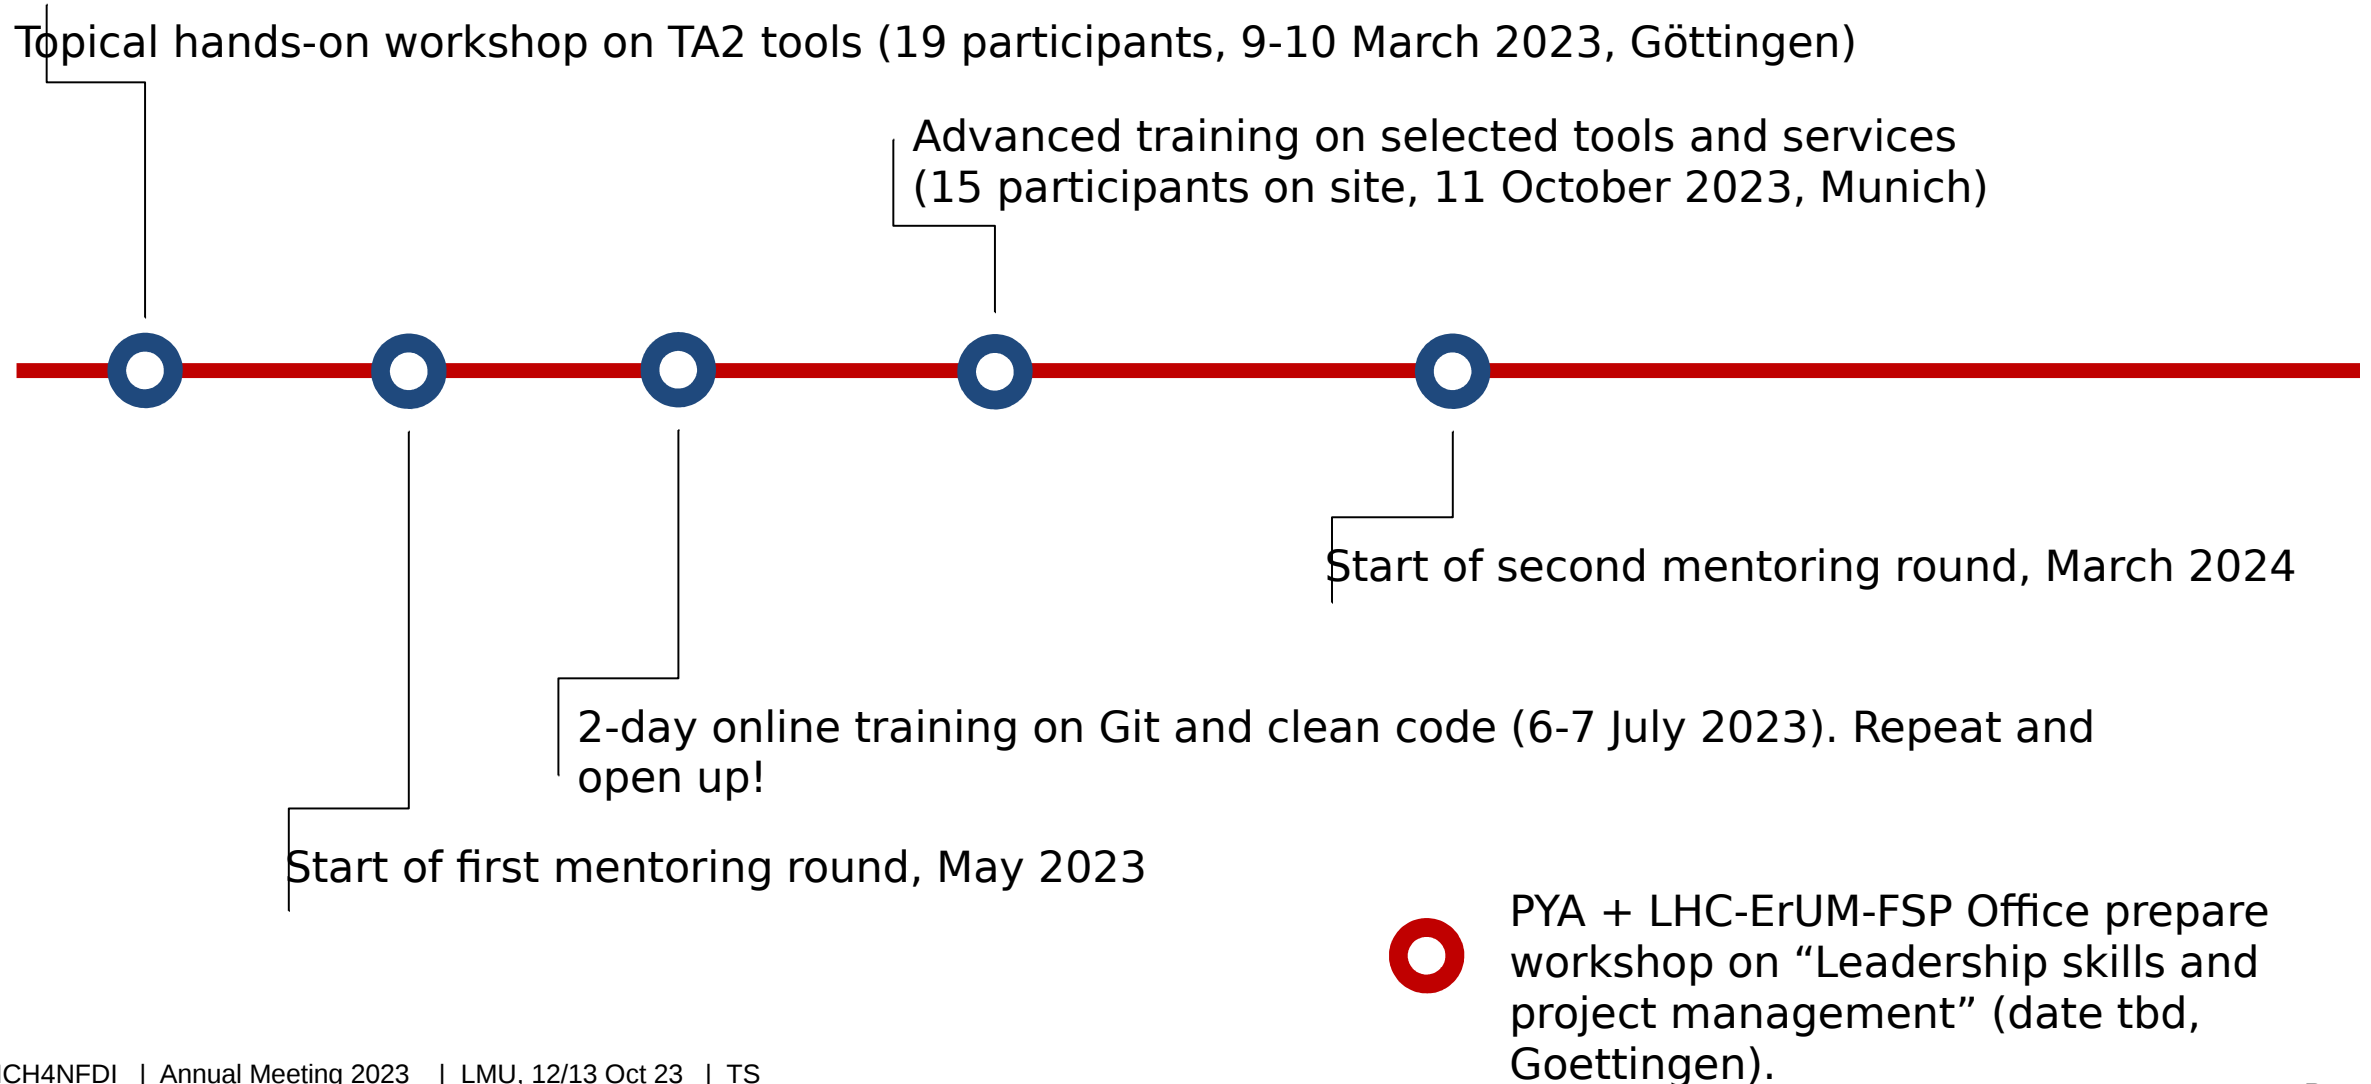 Topical hands-on workshop on TA2 tools (19 participants, 9-10 March 2023, Göttingen)
Advanced training on selected tools and services
(15 participants on site, 11 October 2023, Munich)
Start of second mentoring round, March 2024
2-day online training on Git and clean code (6-7 July 2023). Repeat and
open up!
Start of first mentoring round, May 2023
PYA + LHC-ErUM-FSP Office prepare
workshop on “Leadership skills and
project management” (date tbd,
Goettingen).
CH4NFDI | Annual Meeting 2023 | LMU, 12/13 Oct 23 | TS